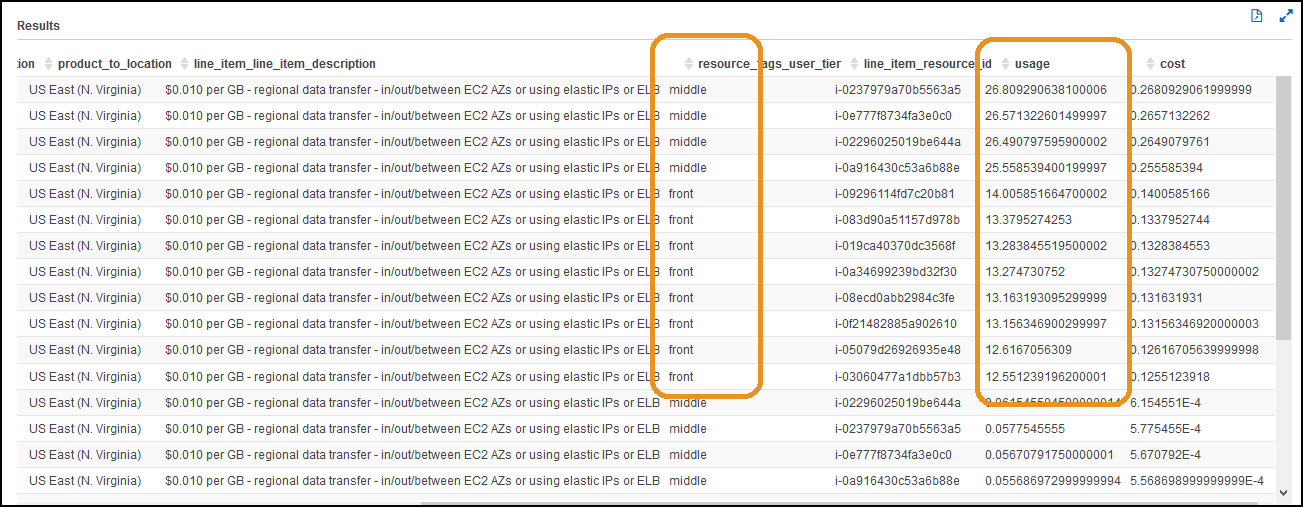 Results
tion product_to_location line_item_line_item_description resource_tags_user_tier line_item_resource_id usage cost
US East (N. Virginia) $0.010 per GB - regional data transfer - in/out/between EC2 AZs or using elastic IPs or ELB middle i-0237979a70b5563a5 26.809290638100006 0.2680929061999999
US East (N. Virginia) $0.010 per GB - regional data transfer - in/out/between EC2 AZs or using elastic IPs or ELB middle i-0e777f8734fa3e0c0 26.571322601499997 0.2657132262
US East (N. Virginia) $0.010 per GB - regional data transfer - in/out/between EC2 AZs or using elastic IPs or ELB middle i-02296025019be644a 26.490797595900002 0.2649079761
US East (N. Virginia) $0.010 per GB - regional data transfer - in/out/between EC2 AZs or using elastic IPs or ELB middle i-0a916430c53a6b88e 25.558539400199997 0.255585394
US East (N. Virginia) $0.010 per GB - regional data transfer - in/out/between EC2 AZs or using elastic IPs or ELB front i-09296114fd7c20b81 14.005851664700002 0.1400585166
US East (N. Virginia) $0.010 per GB - regional data transfer - in/out/between EC2 AZs or using elastic IPs or ELB front i-083d90a51157d978b 13.3795274253 0.1337952744
US East (N. Virginia) $0.010 per GB - regional data transfer - in/out/between EC2 AZs or using elastic IPs or ELB front i-019ca40370dc3568f 13.283845519500002 0.1328384553
US East (N. Virginia) $0.010 per GB - regional data transfer - in/out/between EC2 AZs or using elastic IPs or ELB front i-0a34699239bd32f30 13.274730752 0.13274730750000002
US East (N. Virginia) $0.010 per GB - regional data transfer - in/out/between EC2 AZs or using elastic IPs or ELB front i-08ecd0abb2984c3fe 13.163193095299999 0.131631931
US East (N. Virginia) $0.010 per GB - regional data transfer - in/out/between EC2 AZs or using elastic IPs or ELB front i-0f21482885a902610 13.156346900299997 0.13156346920000003
US East (N. Virginia) $0.010 per GB - regional data transfer - in/out/between EC2 AZs or using elastic IPs or ELB front i-05079d26926935e48 12.6167056309 0.12616705639999998
US East (N. Virginia) $0.010 per GB - regional data transfer - in/out/between EC2 AZs or using elastic IPs or ELB front i-03060477a1dbb57b3 12.551239196200001 0.1255123918
US East (N. Virginia) $0.010 per GB - regional data transfer - in/out/between EC2 AZs or using elastic IPs or ELB middle i-02296025019be644a 6.154551E-4
US East (N. Virginia) $0.010 per GB - regional data transfer - in/out/between EC2 AZs or using elastic IPs or ELB middle i-0237979a70b5563a5 0.0577545555 5.775455E-4
US East (N. Virginia) $0.010 per GB - regional data transfer - in/out/between EC2 AZs or using elastic IPs or ELB middle i-0e777f8734fa3e0c0 0.05670791750000001 5.670792E-4
US East (N. Virginia) $0.010 per GB - regional data transfer - in/out/between EC2 AZs or using elastic IPs or ELB middle i-0a916430c53a6b88e 0.055686972999999994 5.568698999999999E-4